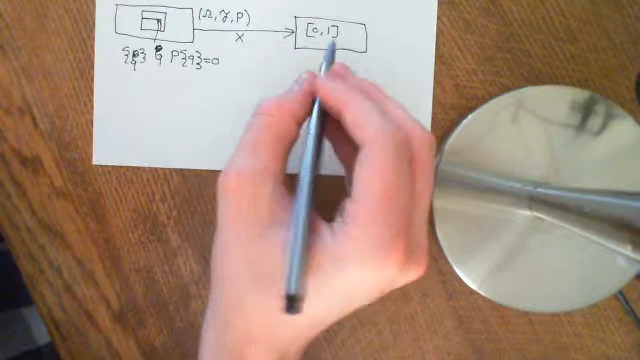 (Ω, 𝓕, P)
X
[0,1]
{q} q P{q}=0